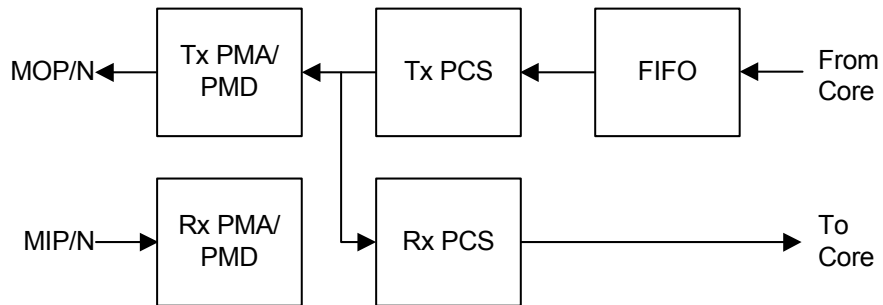 MOP/N
Tx PMA/
PMD
Tx PCS
FIFO
From
Core
MIP/N
Rx PMA/
PMD
Rx PCS
To
Core